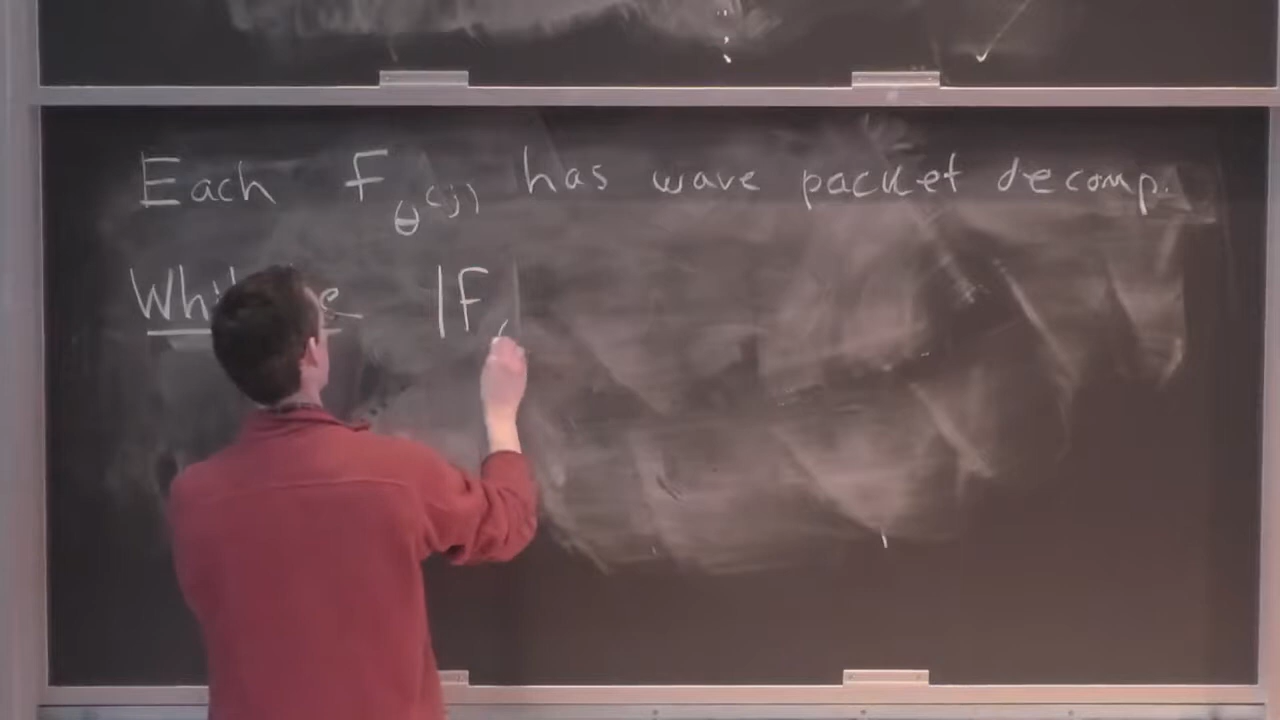 Each F_θ^(j) has wave packet decomp.
|F